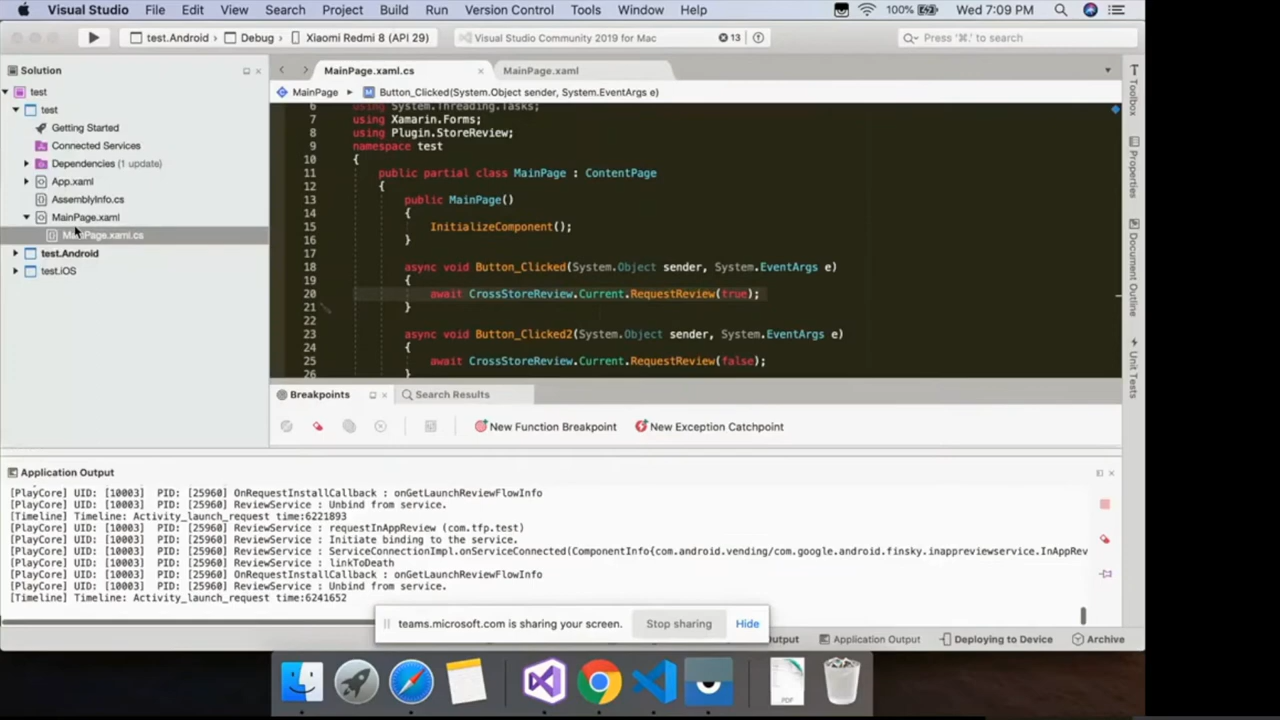 Visual Studio File Edit View Search Project Build Run Version Control Tools Window Help 100% Wed 7:09 PM
test.Android Debug Xiaomi Redmi 8 (API 29) Visual Studio Community 2019 for Mac 13 Press '⌘.' to search
Solution
test
test
Getting Started
Connected Services
Dependencies (1 update)
App.xaml
AssemblyInfo.cs
MainPage.xaml
MainPage.xaml.cs
test.Android
test.iOS
MainPage.xaml.cs MainPage.xaml
MainPage Button_Clicked(System.Object sender, System.EventArgs e)
6 using System.Threading.Tasks;
7 using Xamarin.Forms;
8 using Plugin.StoreReview;
9 namespace test
10 {
11 public partial class MainPage : ContentPage
12 {
13 public MainPage()
14 {
15 InitializeComponent();
16 }
17
18 async void Button_Clicked(System.Object sender, System.EventArgs e)
19 {
20 await CrossStoreReview.Current.RequestReview(true);
21 }
22
23 async void Button_Clicked2(System.Object sender, System.EventArgs e)
24 {
25 await CrossStoreReview.Current.RequestReview(false);
26 }
Toolbox
Properties
Document Outline
Unit Tests
Breakpoints Search Results
New Function Breakpoint New Exception Catchpoint
Application Output
[PlayCore] UID: [10003] PID: [25960] OnRequestInstallCallback : onGetLaunchReviewFlowInfo
[PlayCore] UID: [10003] PID: [25960] ReviewService : Unbind from service.
[Timeline] Timeline: Activity_launch_request time:6221893
[PlayCore] UID: [10003] PID: [25960] ReviewService : requestInAppReview (com.tfp.test)
[PlayCore] UID: [10003] PID: [25960] ReviewService : Initiate binding to the service.
[PlayCore] UID: [10003] PID: [25960] ReviewService : ServiceConnectionImpl.onServiceConnected(ComponentInfo{com.android.vending/com.google.android.finsky.inappreviewservice.InAppRev
[PlayCore] UID: [10003] PID: [25960] ReviewService : linkToDeath
[PlayCore] UID: [10003] PID: [25960] OnRequestInstallCallback : onGetLaunchReviewFlowInfo
[PlayCore] UID: [10003] PID: [25960] ReviewService : Unbind from service.
[Timeline] Timeline: Activity_launch_request time:6241652
teams.microsoft.com is sharing your screen. Stop sharing Hide
utput Application Output Deploying to Device Archive
PDF